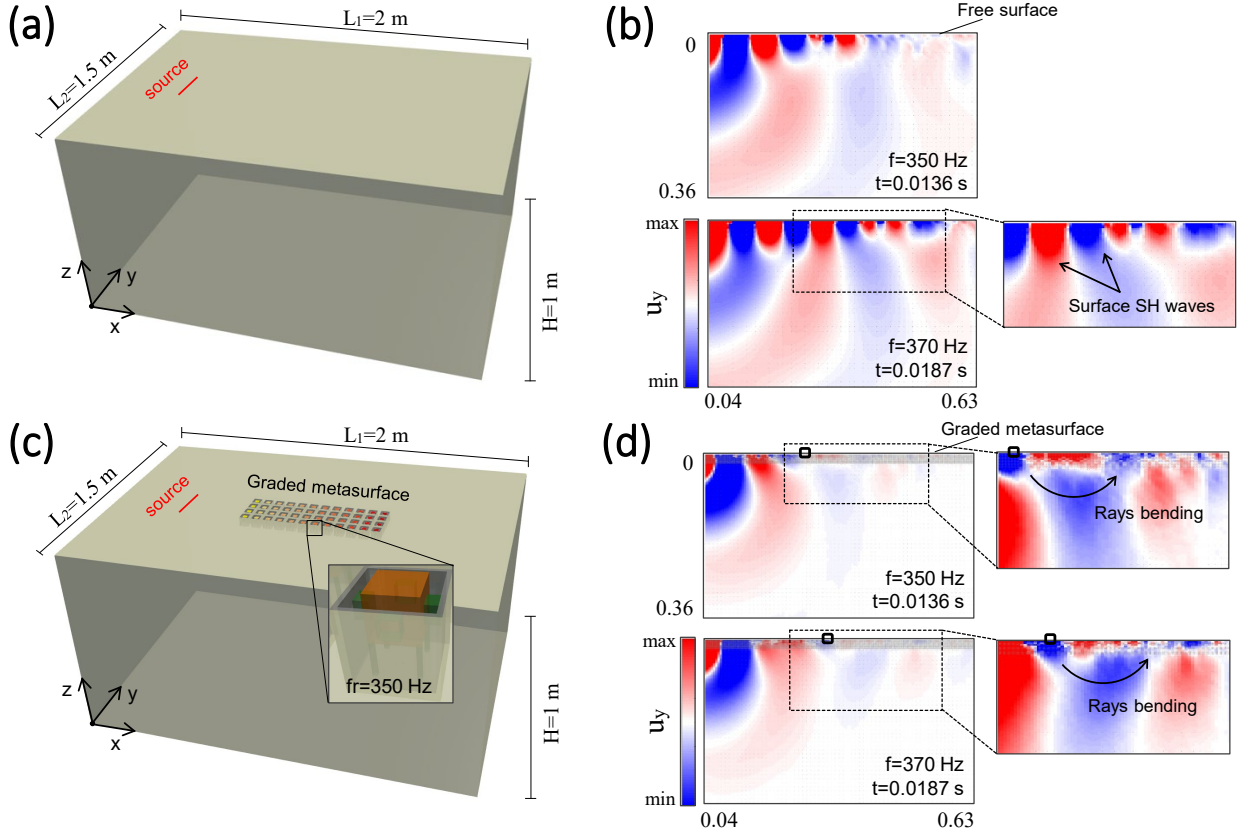 (a)
L₁=2 m
L₂=1.5 m
source
z
y
x
H=1 m
(b)
Free surface
0
f=350 Hz
t=0.0136 s
0.36
max
u_y
min
f=370 Hz
t=0.0187 s
0.04
0.63
Surface SH waves
(c)
L₁=2 m
L₂=1.5 m
source
Graded metasurface
fr=350 Hz
z
y
x
H=1 m
(d)
Graded metasurface
0
f=350 Hz
t=0.0136 s
0.36
Rays bending
max
u_y
min
f=370 Hz
t=0.0187 s
0.04
0.63
Rays bending